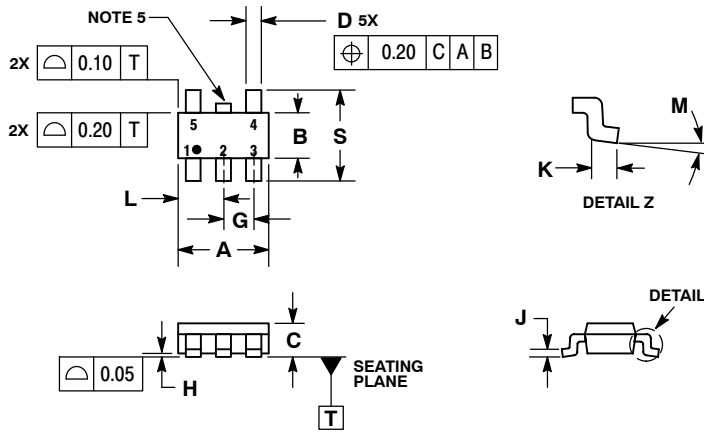 NOTE 5
D 5X
⌖ 0.20 C A B
2X ⌓ 0.10 T
2X ⌓ 0.20 T
5 4
1 2 3
B
S
L
G
A
M
K
DETAIL Z
C
H
⌓ 0.05
SEATING
PLANE
T
J
DETAIL